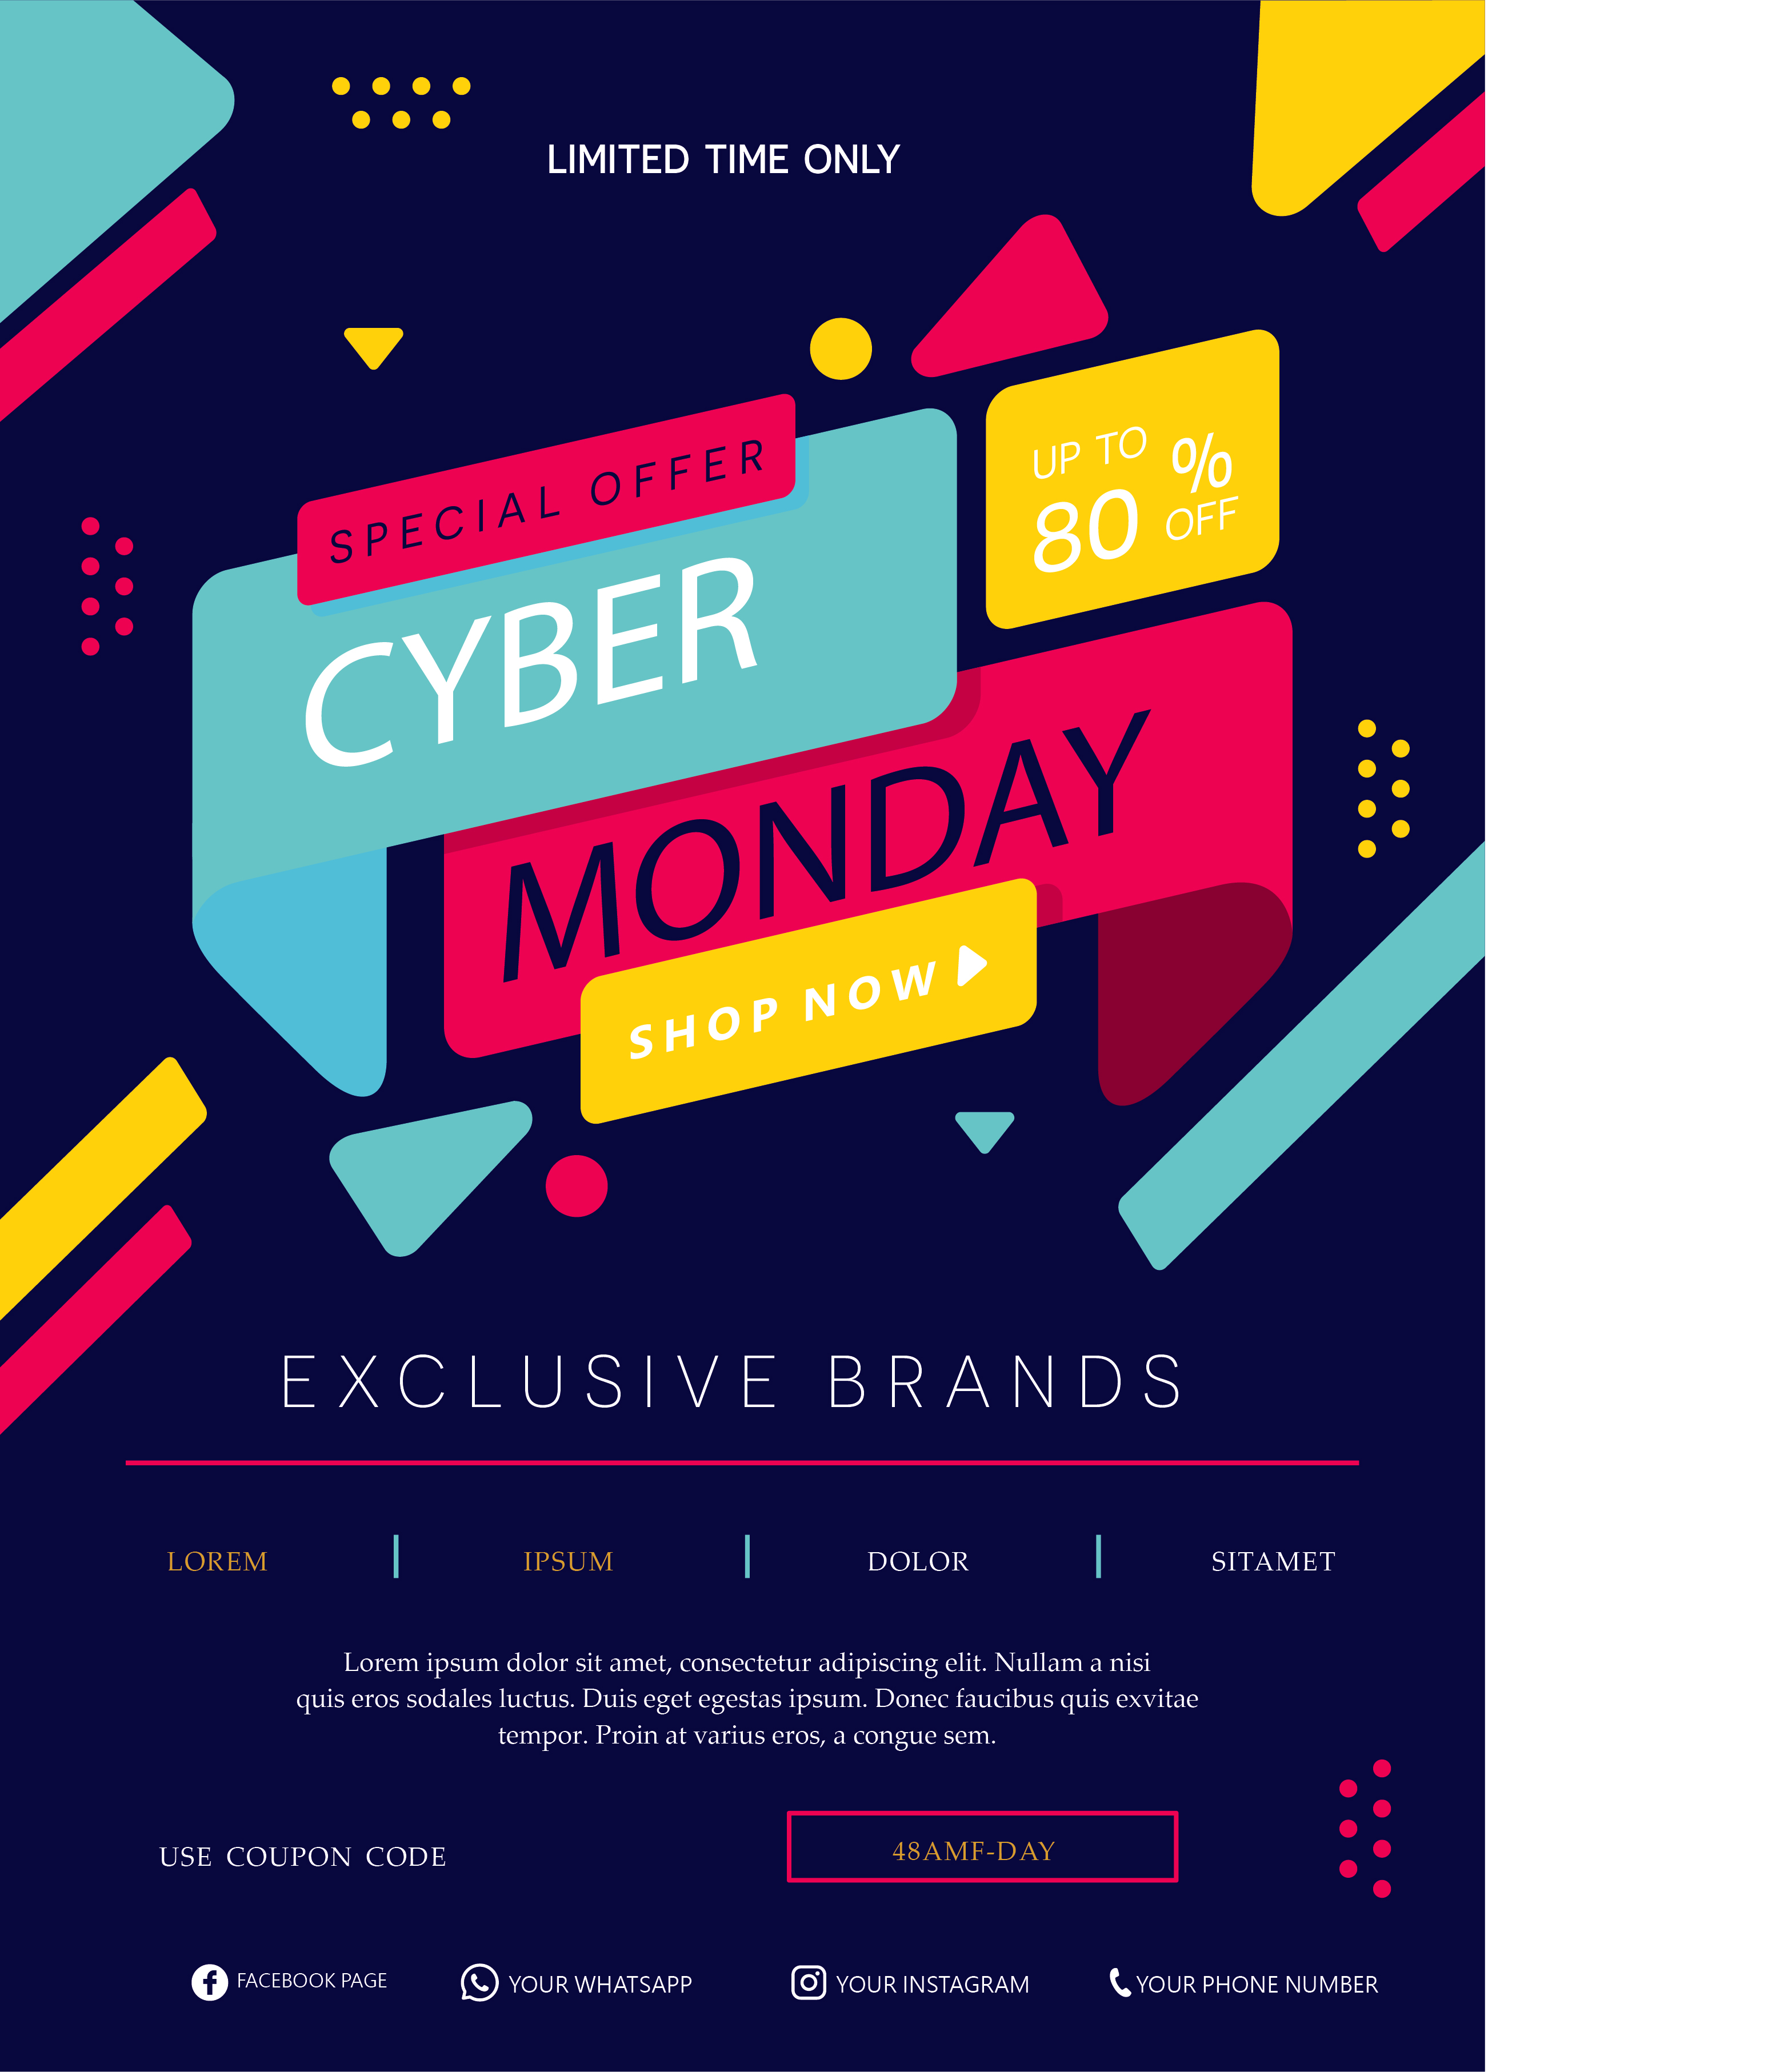 LIMITED TIME ONLY
SPECIAL OFFER
UP TO
80 % OFF
CYBER
MONDAY
SHOP NOW
EXCLUSIVE BRANDS
LOREM IPSUM DOLOR SITAMET
Lorem ipsum dolor sit amet, consectetur adipiscing elit. Nullam a nisi
quis eros sodales luctus. Duis eget egestas ipsum. Donec faucibus quis exvitae
tempor. Proin at varius eros, a congue sem.
USE COUPON CODE 48AMF-DAY
FACEBOOK PAGE YOUR WHATSAPP YOUR INSTAGRAM YOUR PHONE NUMBER